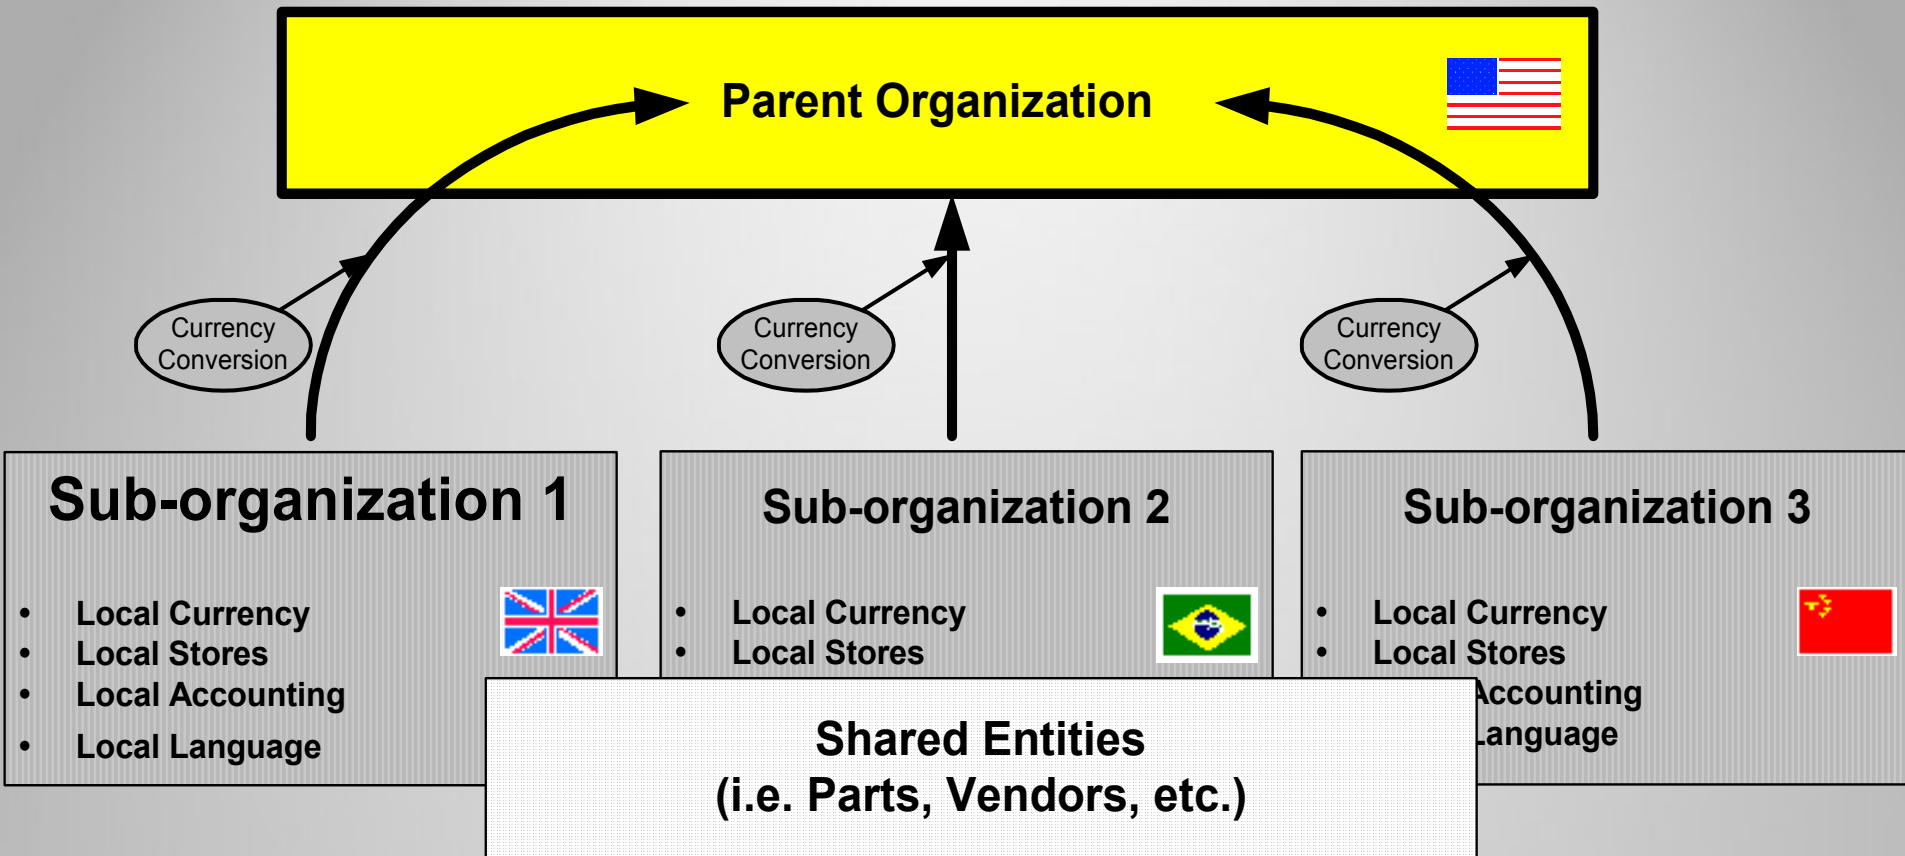 Parent Organization
Currency
Conversion
Currency
Conversion
Currency
Conversion
Sub-organization 1
• Local Currency
• Local Stores
• Local Accounting
• Local Language
Sub-organization 2
• Local Currency
• Local Stores
Sub-organization 3
• Local Currency
• Local Stores
Accounting
Language
Shared Entities
(i.e. Parts, Vendors, etc.)